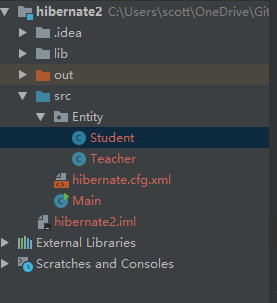 hibernate2 C:\Users\scott\OneDrive\Git
.idea
lib
out
src
Entity
Student
Teacher
hibernate.cfg.xml
Main
hibernate2.iml
External Libraries
Scratches and Consoles